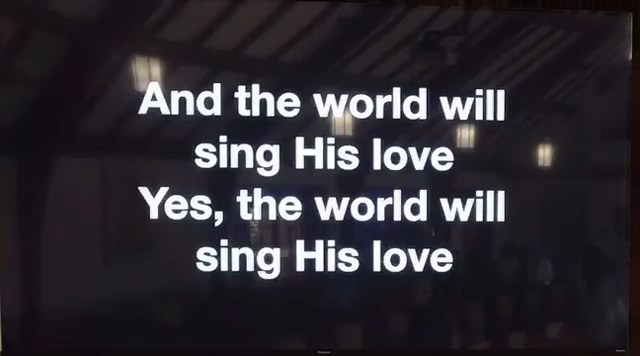 And the world will
sing His love
Yes, the world will
sing His love